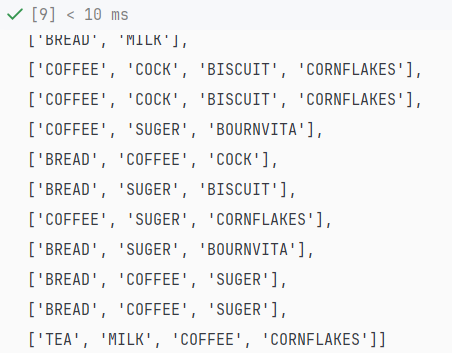 [9] < 10 ms
['BREAD', 'MILK'],
['COFFEE', 'COCK', 'BISCUIT', 'CORNFLAKES'],
['COFFEE', 'COCK', 'BISCUIT', 'CORNFLAKES'],
['COFFEE', 'SUGER', 'BOURNVITA'],
['BREAD', 'COFFEE', 'COCK'],
['BREAD', 'SUGER', 'BISCUIT'],
['COFFEE', 'SUGER', 'CORNFLAKES'],
['BREAD', 'SUGER', 'BOURNVITA'],
['BREAD', 'COFFEE', 'SUGER'],
['BREAD', 'COFFEE', 'SUGER'],
['TEA', 'MILK', 'COFFEE', 'CORNFLAKES']]